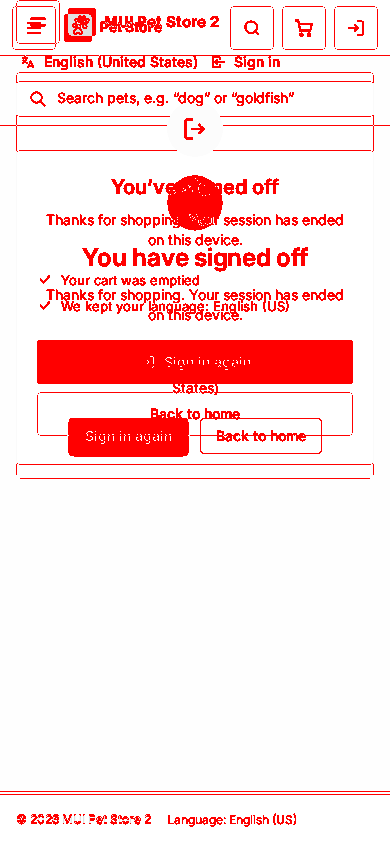 MUI Pet Store 2
Pet Store
English (United States) Sign in
Search pets, e.g. “dog” or “goldfish”
You’ve signed off
Thanks for shopping. Your session has ended
on this device.
You have signed off
Your cart was emptied
Thanks for shopping. Your session has ended
We kept your language: English (US)
on this device.
Sign in again
States)
Back to home
Sign in again Back to home
© 2026 MUI Pet Store 2 Language: English (US)